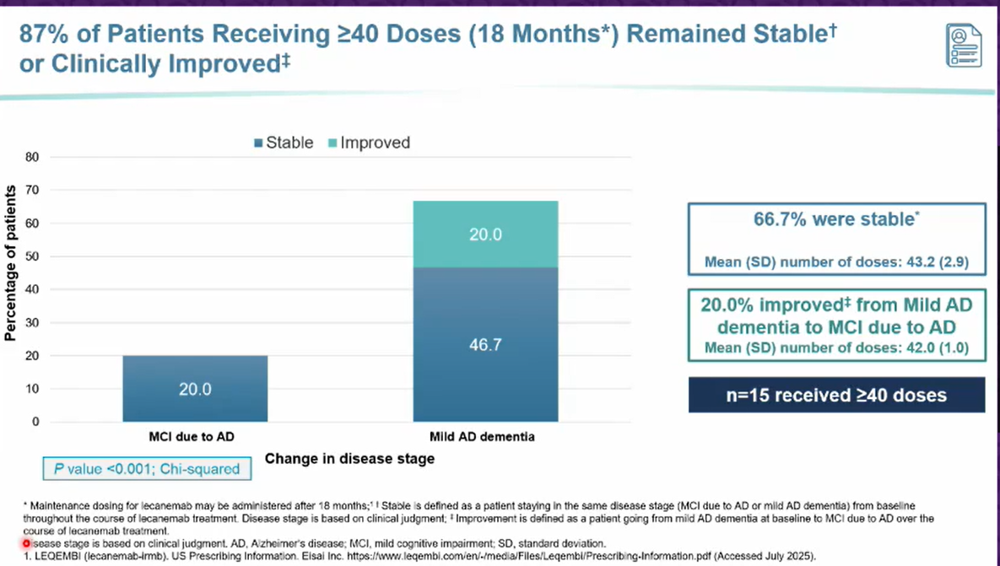 87% of Patients Receiving ≥40 Doses (18 Months*) Remained Stable†
or Clinically Improved‡
Stable Improved
80
70
60
50
40
30
20
10
0
Percentage of patients
20.0
46.7
20.0
MCI due to AD
Mild AD dementia
Change in disease stage
P value <0.001; Chi-squared
66.7% were stable*
Mean (SD) number of doses: 43.2 (2.9)
20.0% improved‡ from Mild AD
dementia to MCI due to AD
Mean (SD) number of doses: 42.0 (1.0)
n=15 received ≥40 doses
* Maintenance dosing for lecanemab may be administered after 18 months;¹ † Stable is defined as a patient staying in the same disease stage (MCI due to AD or mild AD dementia) from baseline
throughout the course of lecanemab treatment. Disease stage is based on clinical judgment; ‡ Improvement is defined as a patient going from mild AD dementia at baseline to MCI due to AD over the
course of lecanemab treatment.
isease stage is based on clinical judgment. AD, Alzheimer's disease; MCI, mild cognitive impairment; SD, standard deviation.
1. LEQEMBI (lecanemab-irmb). US Prescribing Information. Eisai Inc. https://www.leqembi.com/en/-/media/Files/Leqembi/Prescribing-Information.pdf (Accessed July 2025).